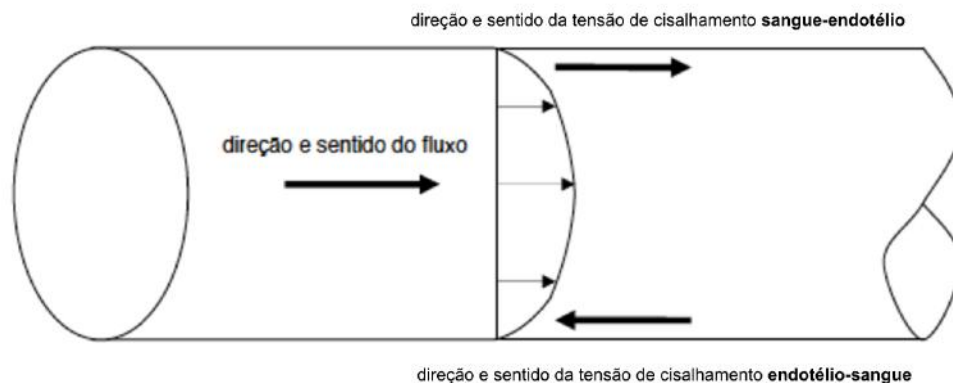 direção e sentido da tensão de cisalhamento sangue-endotélio
direção e sentido do fluxo
direção e sentido da tensão de cisalhamento endotélio-sangue